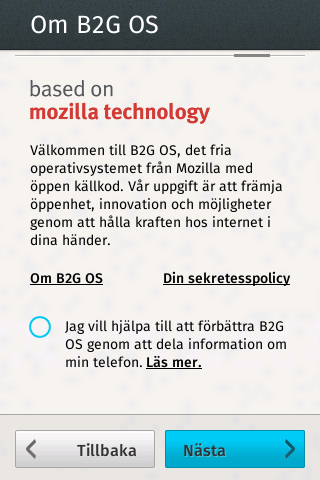 Om B2G OS
based on
mozilla technology
Välkommen till B2G OS, det fria
operativsystemet från Mozilla med
öppen källkod. Vår uppgift är att främja
öppenhet, innovation och möjligheter
genom att hålla kraften hos internet i
dina händer.
Om B2G OS Din sekretesspolicy
Jag vill hjälpa till att förbättra B2G
OS genom att dela information om
min telefon. Läs mer.
Tillbaka Nästa